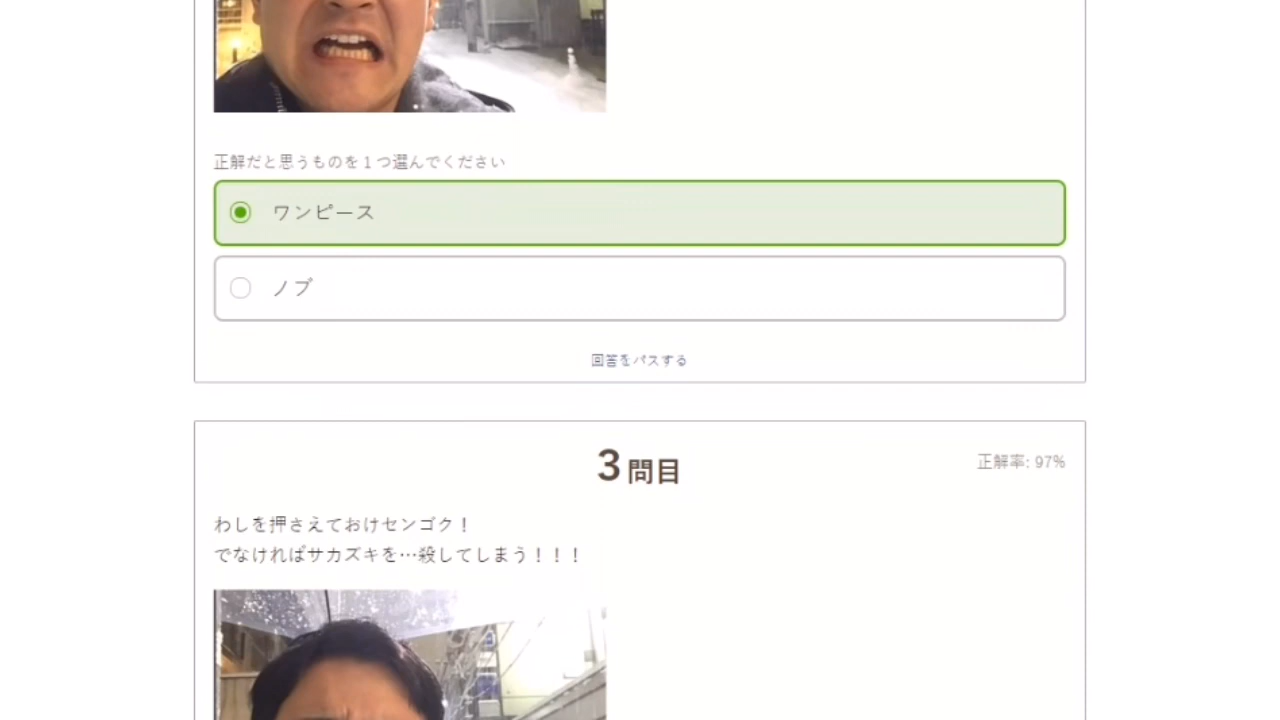 正解だと思うものを1つ選んでください
ワンピース
ノブ
回答をパスする
3問目
正解率: 97%
わしを押さえておけセンゴク！
でなければサカズキを…殺してしまう！！！